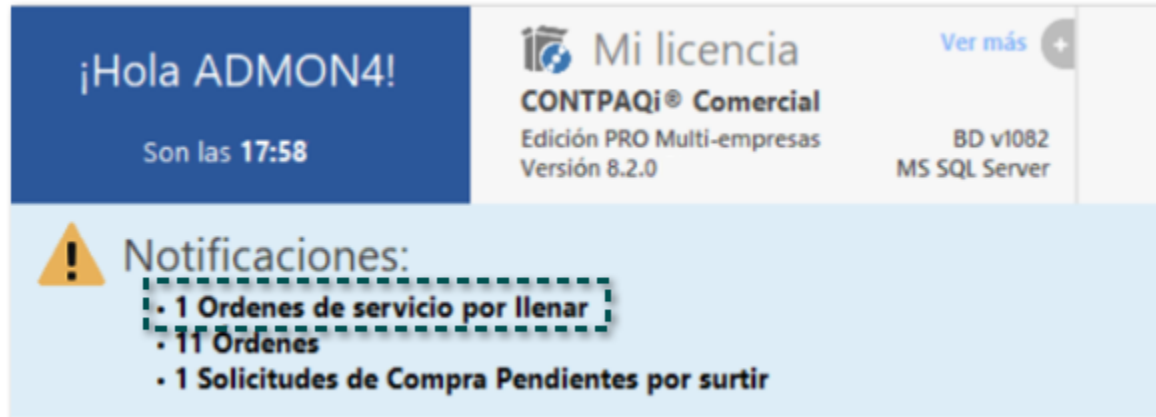 ¡Hola ADMON4!
Son las 17:58
Mi licencia
Ver más
CONTPAQi® Comercial
Edición PRO Multi-empresas
BD v1082
Versión 8.2.0
MS SQL Server
Notificaciones:
• 1 Ordenes de servicio por llenar
• 11 Ordenes
• 1 Solicitudes de Compra Pendientes por surtir